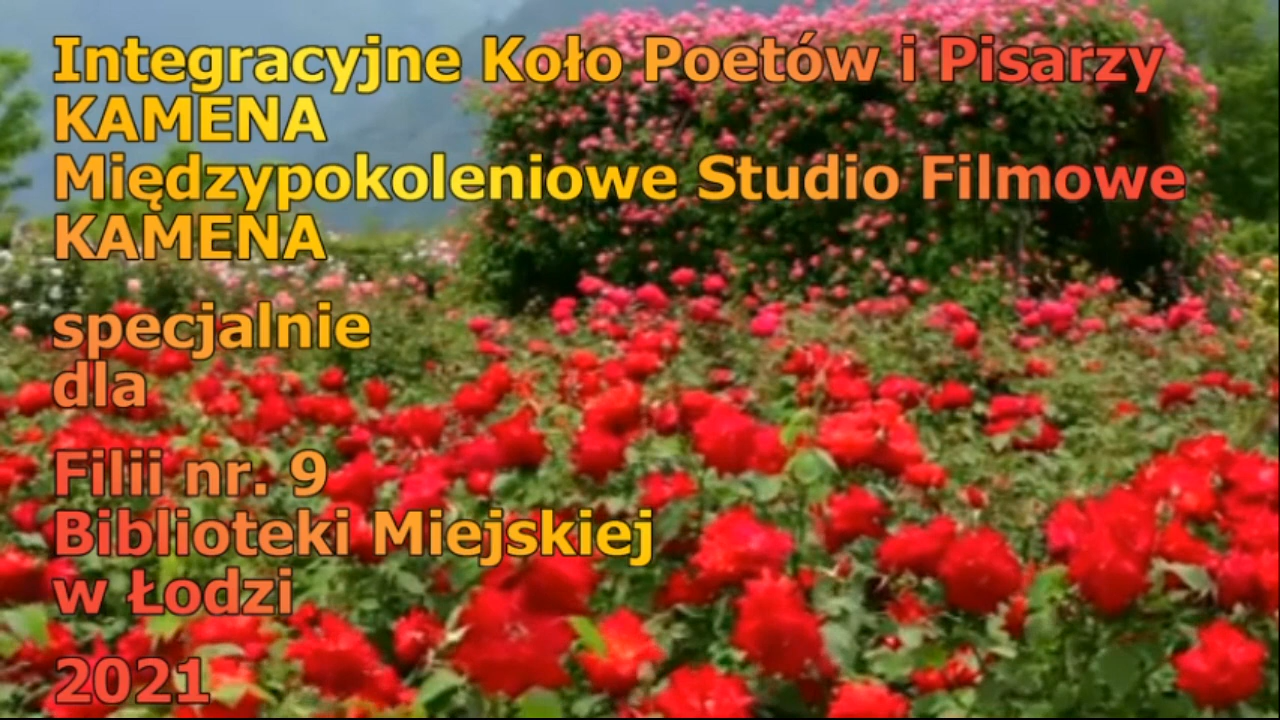 Integracyjne Koło Poetów i Pisarzy
KAMENA
Międzypokoleniowe Studio Filmowe
KAMENA
specjalnie
dla
Filii nr. 9
Biblioteki Miejskiej
w Łodzi
2021